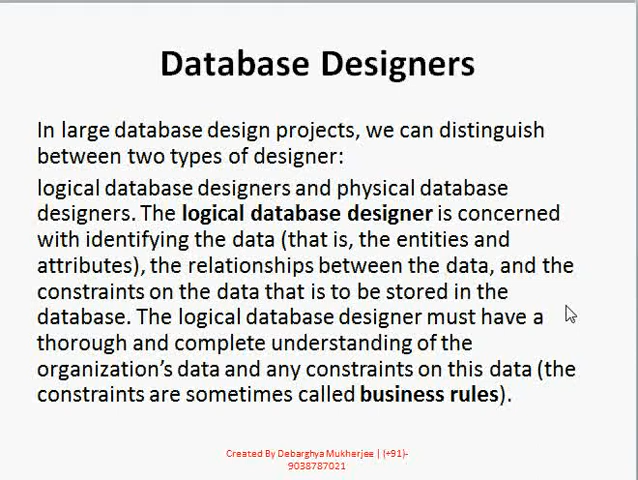 Database Designers
In large database design projects, we can distinguish
between two types of designer:
logical database designers and physical database
designers. The logical database designer is concerned
with identifying the data (that is, the entities and
attributes), the relationships between the data, and the
constraints on the data that is to be stored in the
database. The logical database designer must have a
thorough and complete understanding of the
organization’s data and any constraints on this data (the
constraints are sometimes called business rules).
Created By Debarghya Mukherjee | (+91)-
9038787021